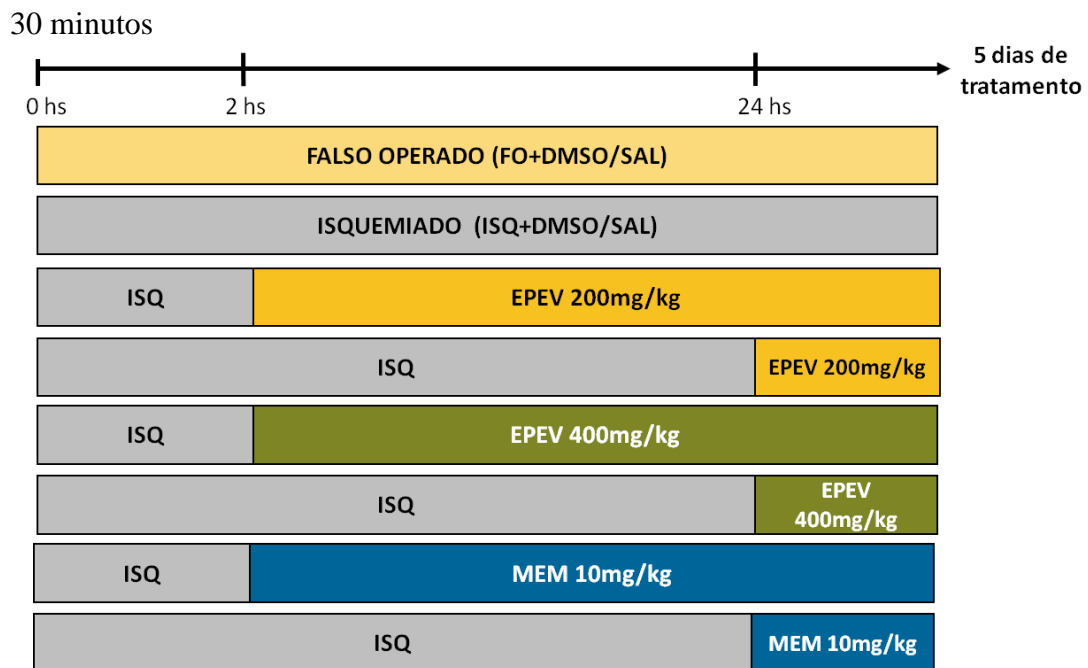 30 minutos
5 dias de
tratamento
0 hs
2 hs
24 hs
FALSO OPERADO (FO+DMSO/SAL)
ISQUEMIADO (ISQ+DMSO/SAL)
ISQ
EPEV 200mg/kg
ISQ
EPEV 200mg/kg
ISQ
EPEV 400mg/kg
ISQ
EPEV
400mg/kg
ISQ
MEM 10mg/kg
ISQ
MEM 10mg/kg